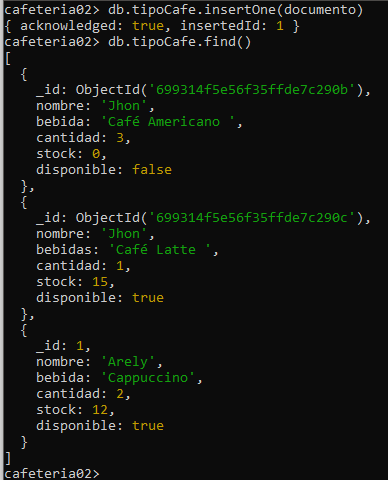 cafeteria02> db.tipoCafe.insertOne(documento)
{ acknowledged: true, insertedId: 1 }
cafeteria02> db.tipoCafe.find()
[
  {
    _id: ObjectId('699314f5e56f35ffde7c290b'),
    nombre: 'Jhon',
    bebida: 'Café Americano ',
    cantidad: 3,
    stock: 0,
    disponible: false
  },
  {
    _id: ObjectId('699314f5e56f35ffde7c290c'),
    nombre: 'Jhon',
    bebidas: 'Café Latte ',
    cantidad: 1,
    stock: 15,
    disponible: true
  },
  {
    _id: 1,
    nombre: 'Arely',
    bebida: 'Cappuccino',
    cantidad: 2,
    stock: 12,
    disponible: true
  }
]
cafeteria02>